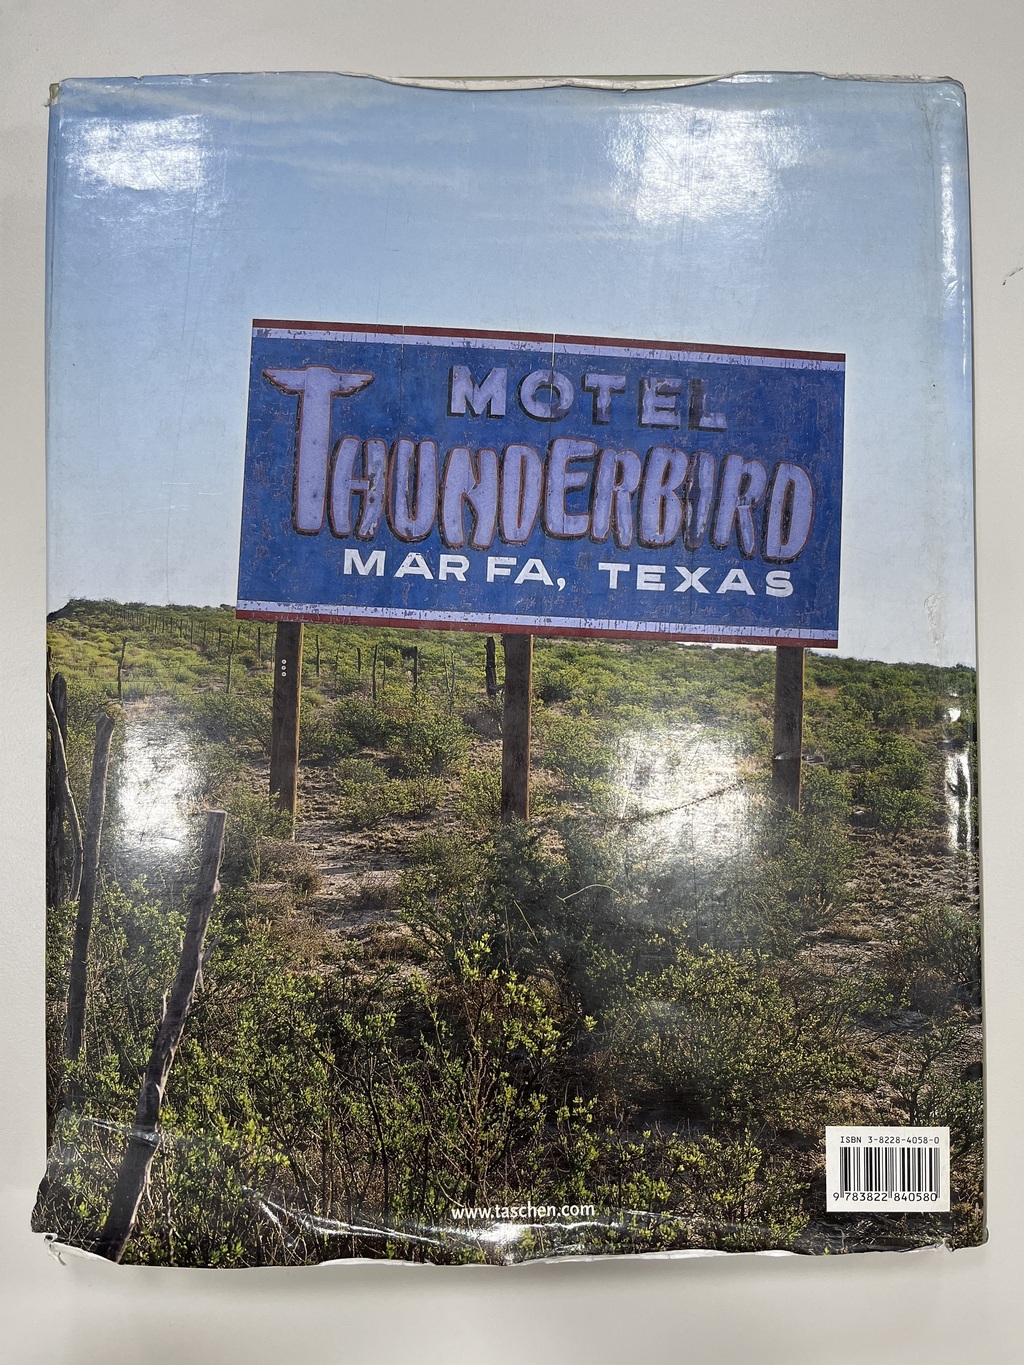 MOTEL
THUNDERBIRD
MARFA, TEXAS
ISBN 3-8228-4058-0
9 783822 840580
www.taschen.com